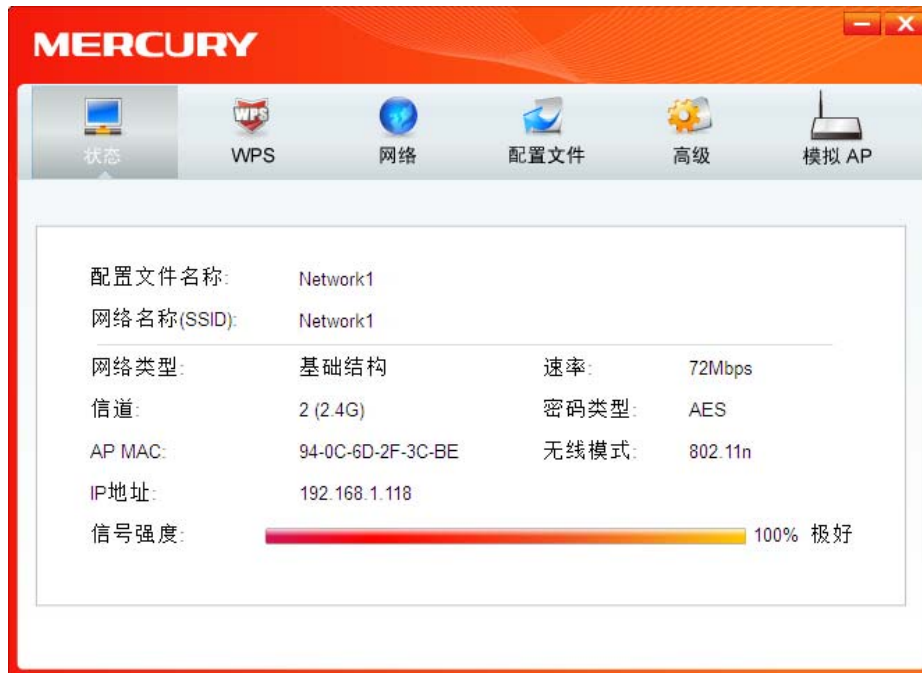 MERCURY
状态 WPS 网络 配置文件 高级 模拟 AP
配置文件名称: Network1
网络名称(SSID): Network1
网络类型: 基础结构 速率: 72Mbps
信道: 2 (2.4G) 密码类型: AES
AP MAC: 94-0C-6D-2F-3C-BE 无线模式: 802.11n
IP地址: 192.168.1.118
信号强度: 100% 极好